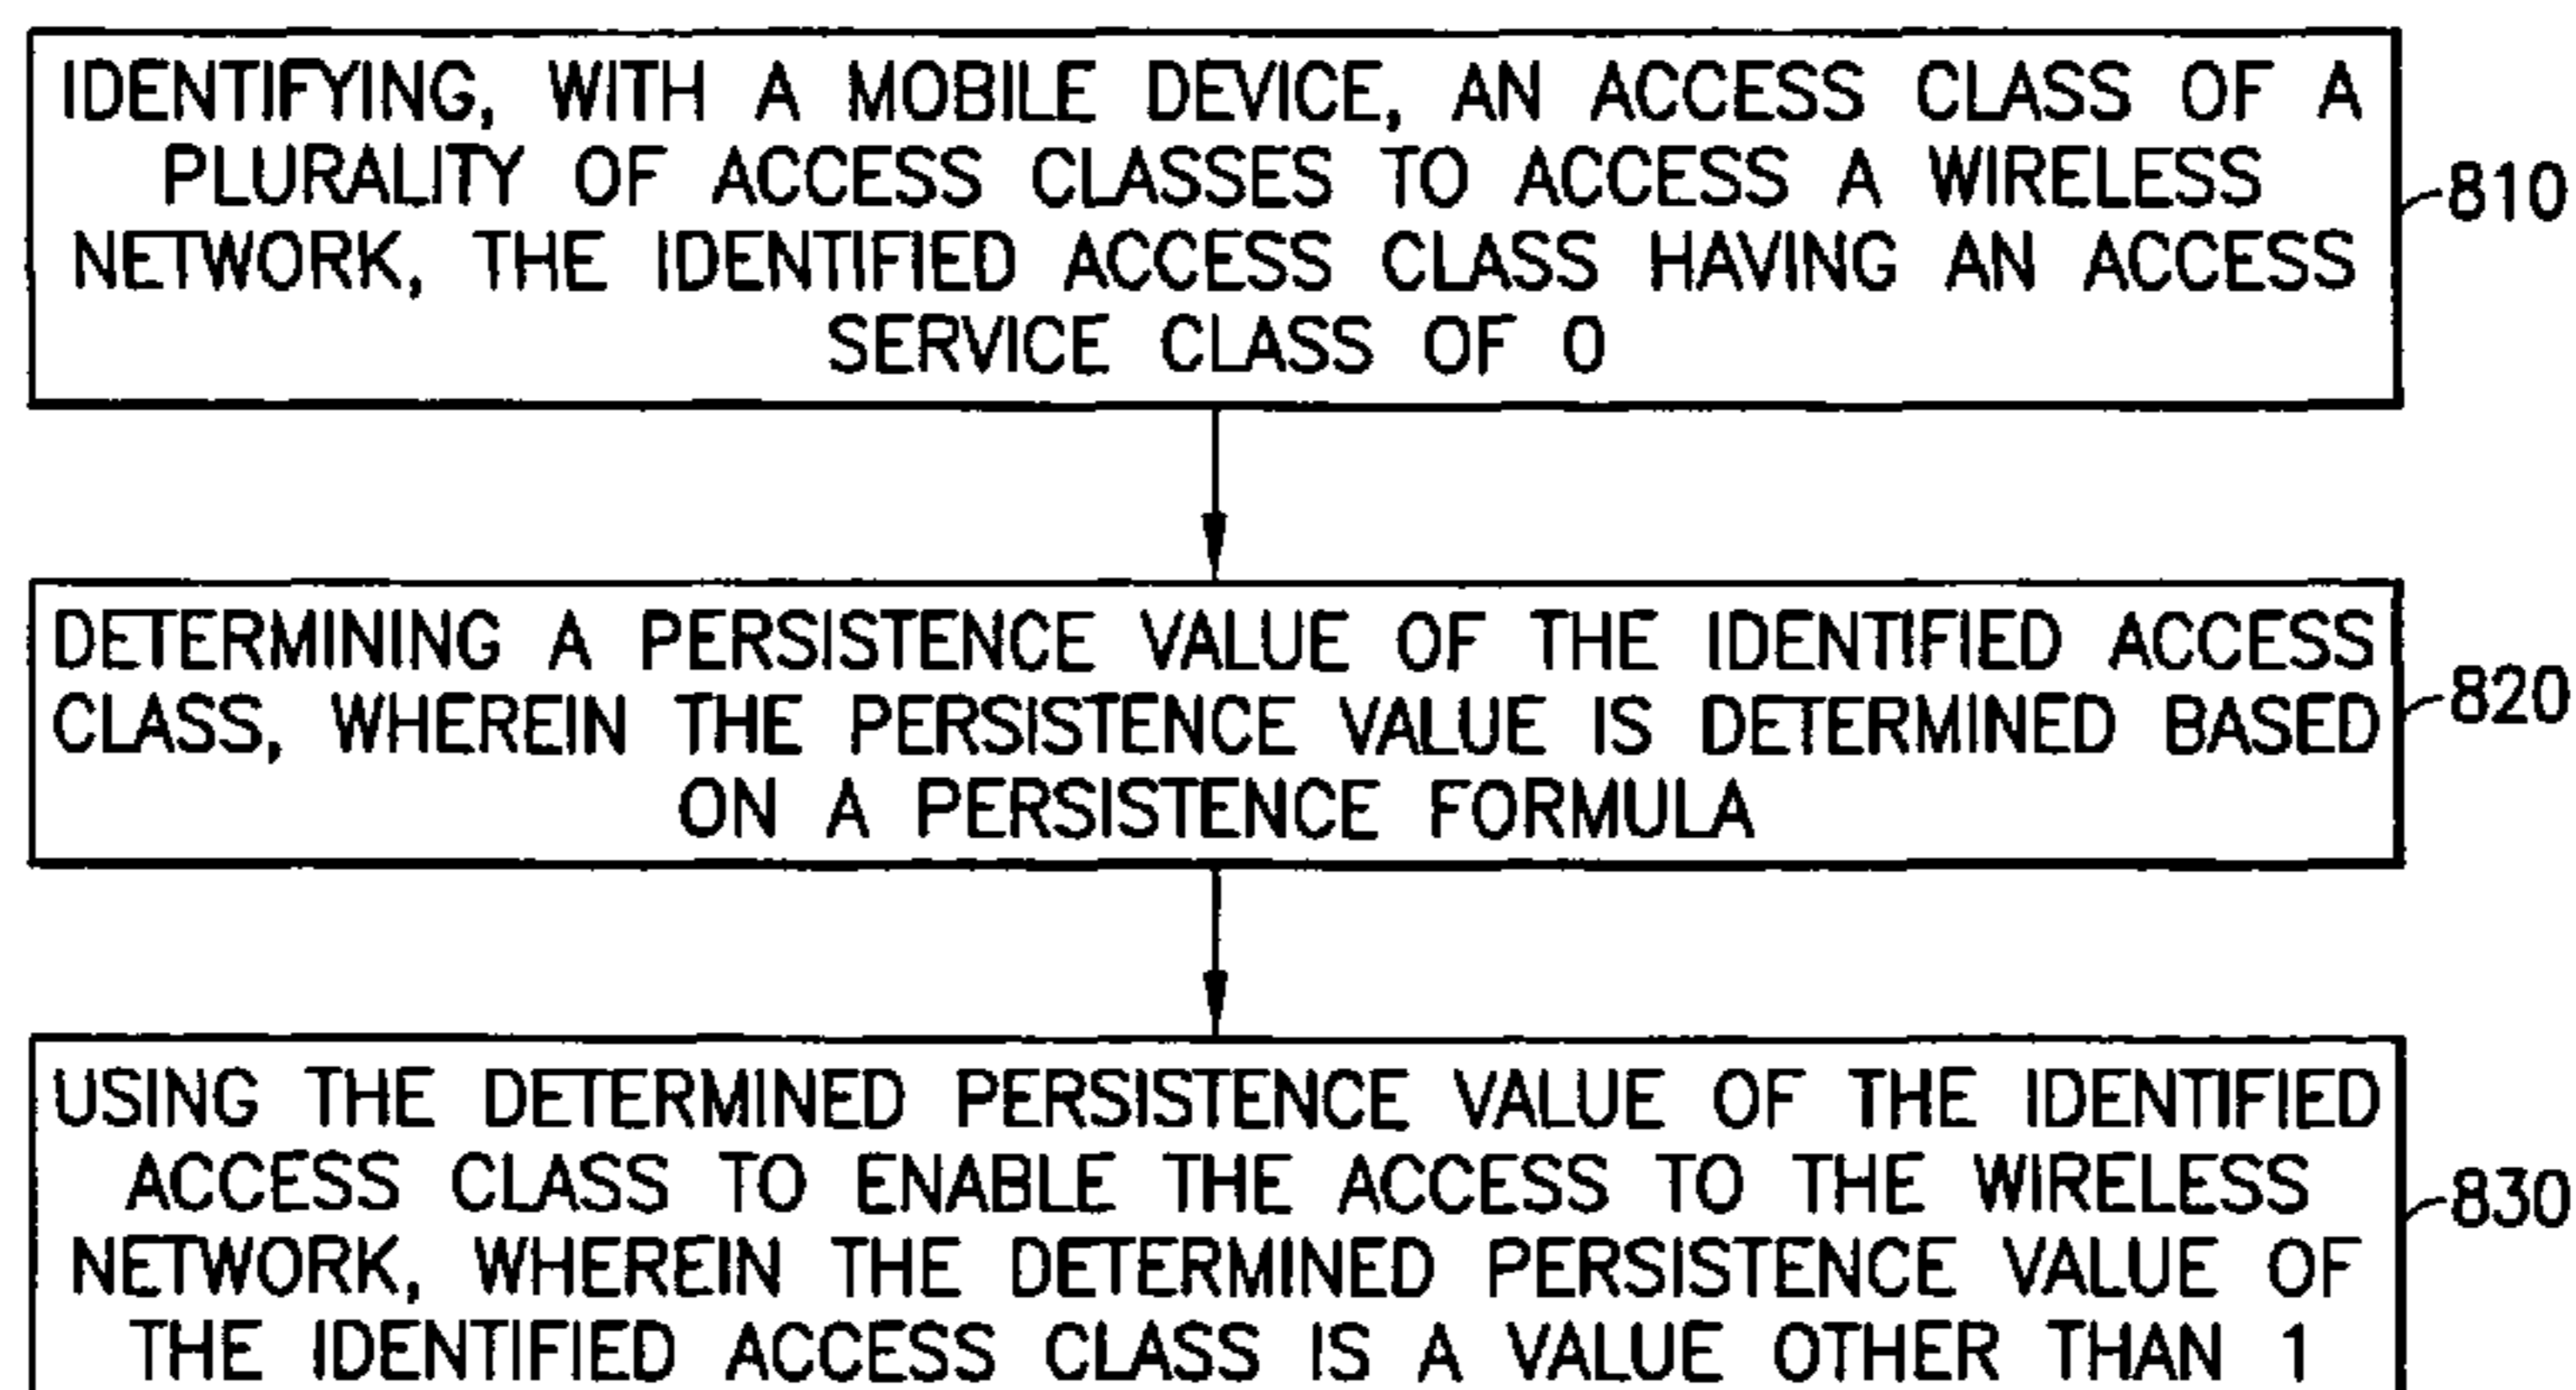 IDENTIFYING, WITH A MOBILE DEVICE, AN ACCESS CLASS OF A
PLURALITY OF ACCESS CLASSES TO ACCESS A WIRELESS
NETWORK, THE IDENTIFIED ACCESS CLASS HAVING AN ACCESS
SERVICE CLASS OF 0
810
DETERMINING A PERSISTENCE VALUE OF THE IDENTIFIED ACCESS
CLASS, WHEREIN THE PERSISTENCE VALUE IS DETERMINED BASED
ON A PERSISTENCE FORMULA
820
USING THE DETERMINED PERSISTENCE VALUE OF THE IDENTIFIED
ACCESS CLASS TO ENABLE THE ACCESS TO THE WIRELESS
NETWORK, WHEREIN THE DETERMINED PERSISTENCE VALUE OF
THE IDENTIFIED ACCESS CLASS IS A VALUE OTHER THAN 1
830